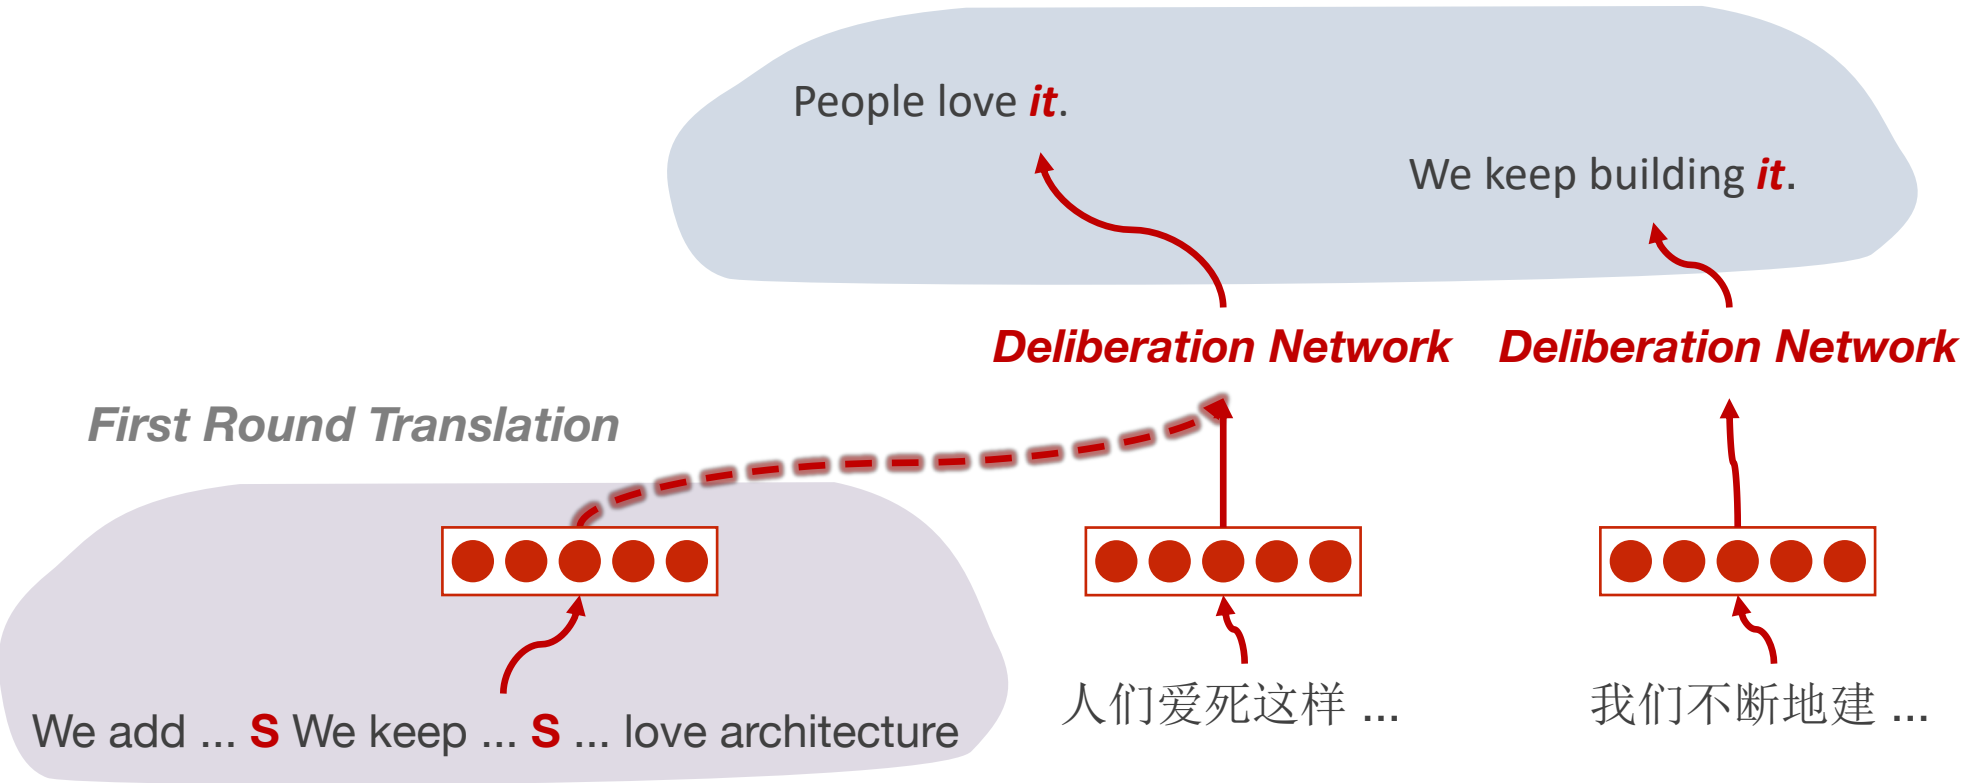 People love it.
We keep building it.
Deliberation Network
Deliberation Network
First Round Translation
We add ... S We keep ... S ... love architecture
人们爱死这样 ...
我们不断地建 ...